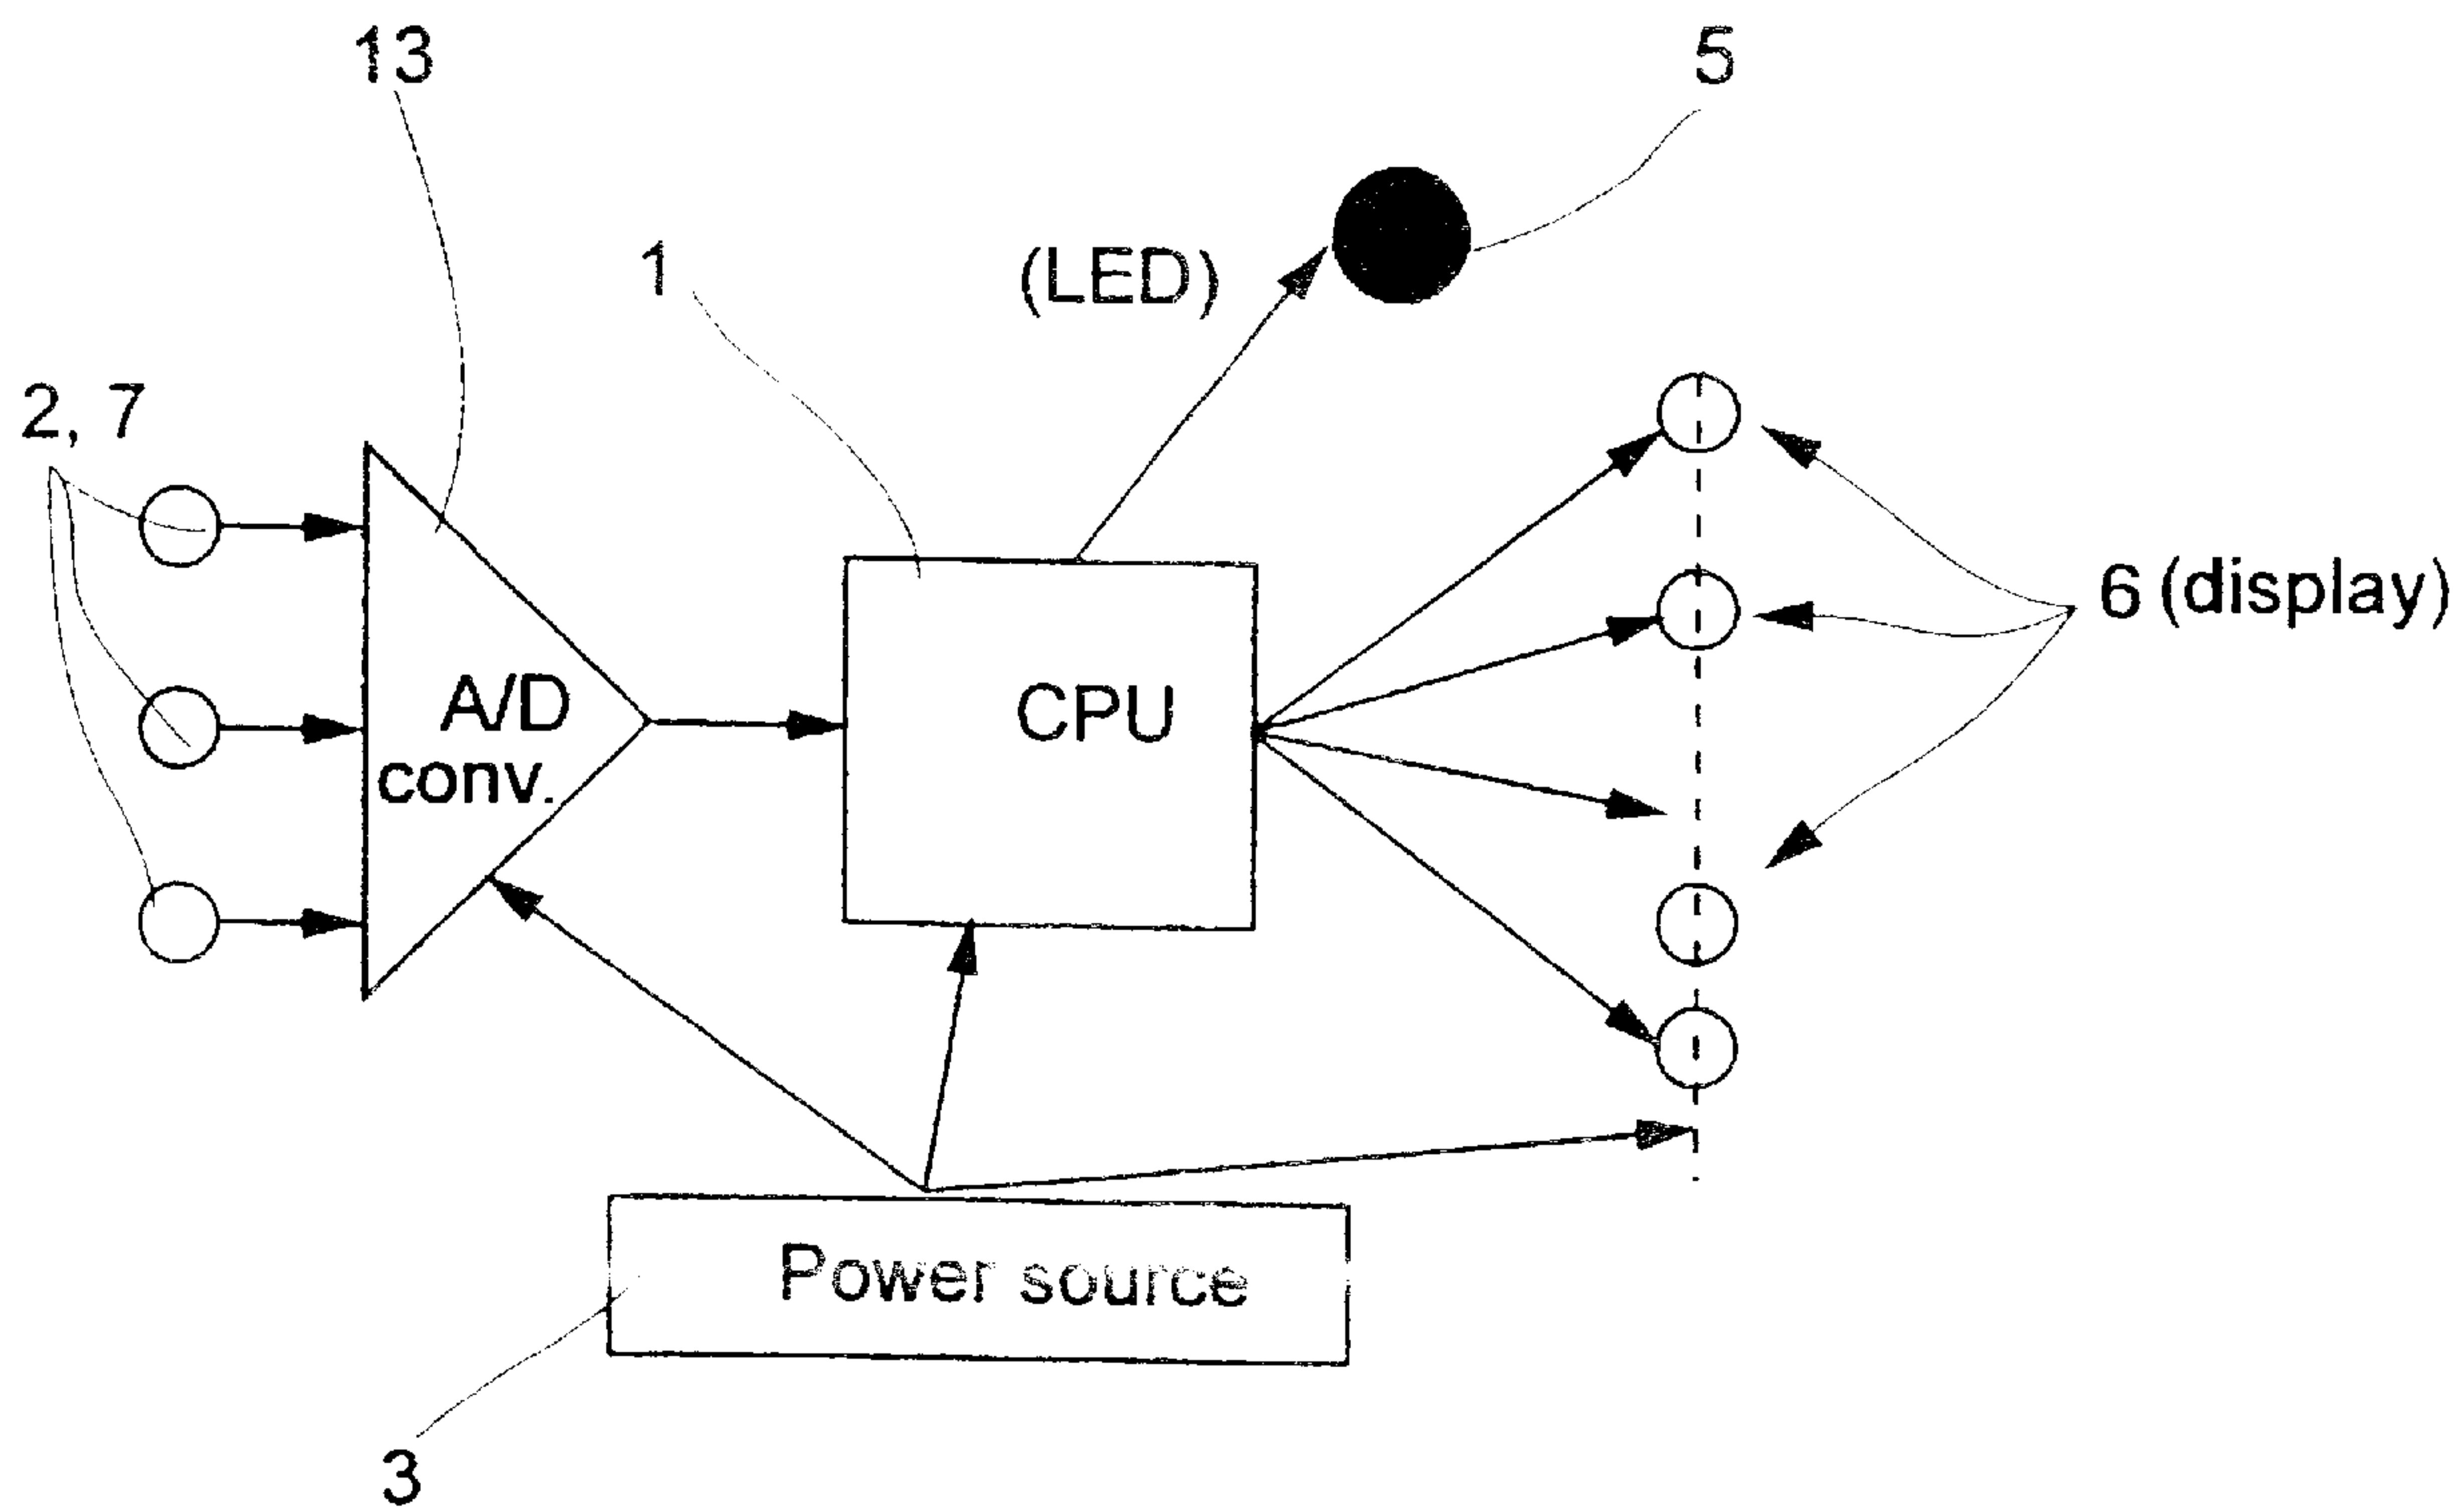 13
5
1
(LED)
2, 7
6 (display)
A/D
conv.
CPU
Power source
3